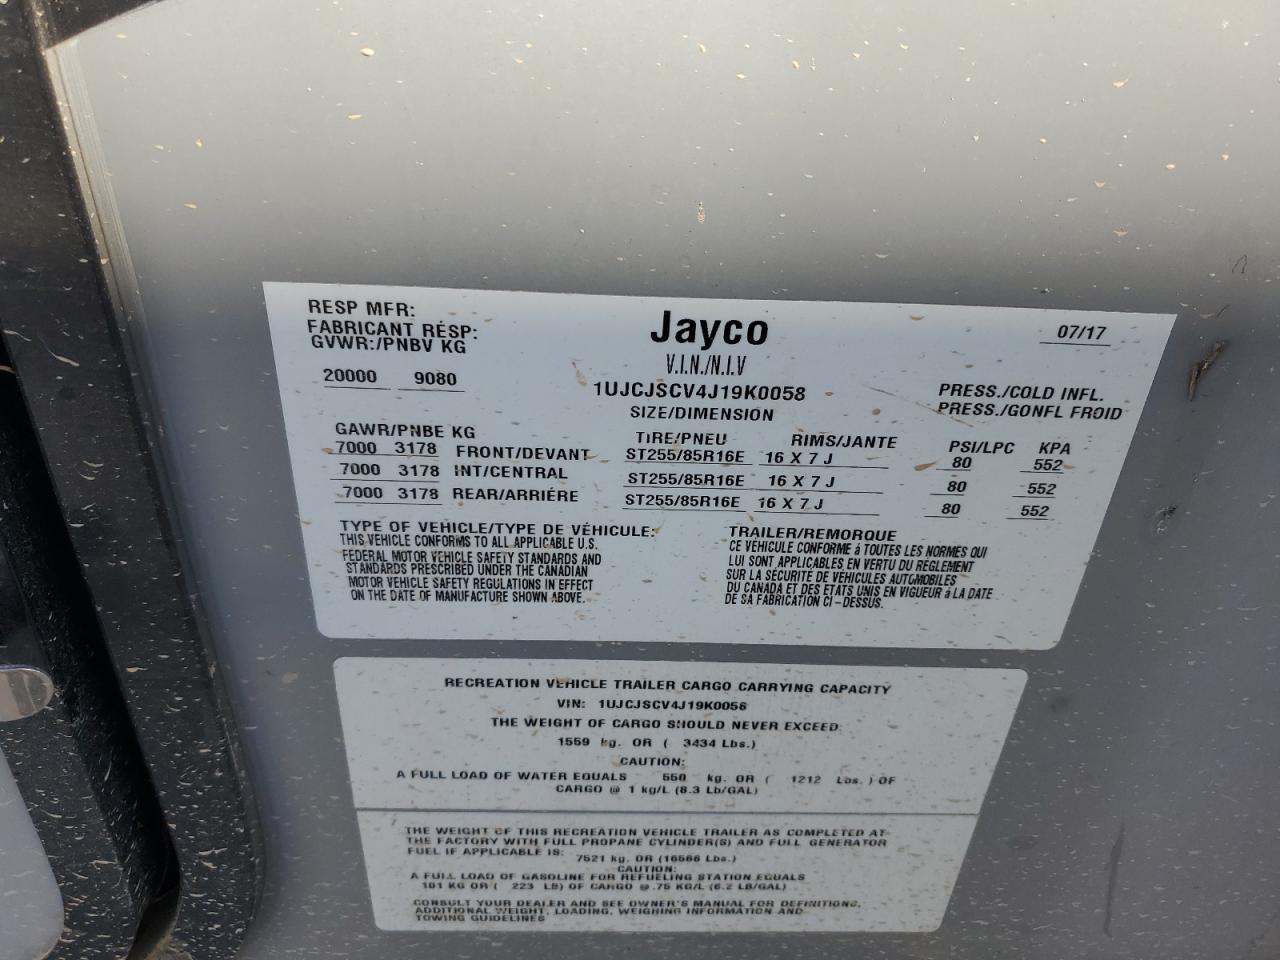 RESP MFR:
FABRICANT RESP:
GVWR:/PNBV KG
20000 9080
Jayco
07/17
V.I.N./N.I.V
1UJCJSCV4J19K0058
SIZE/DIMENSION
PRESS./COLD INFL.
PRESS./GONFL FROID
GAWR/PNBE KG TIRE/PNEU RIMS/JANTE PSI/LPC KPA
7000 3178 FRONT/DEVANT ST255/85R16E 16 X 7 J 80 552
7000 3178 INT/CENTRAL ST255/85R16E 16 X 7 J 80 552
7000 3178 REAR/ARRIÉRE ST255/85R16E 16 X 7 J 80 552
TYPE OF VEHICLE/TYPE DE VÉHICULE: TRAILER/REMORQUE
THIS VEHICLE CONFORMS TO ALL APPLICABLE U.S.
FEDERAL MOTOR VEHICLE SAFETY STANDARDS AND
STANDARDS PRESCRIBED UNDER THE CANADIAN
MOTOR VEHICLE SAFETY REGULATIONS IN EFFECT
ON THE DATE OF MANUFACTURE SHOWN ABOVE.
CE VÉHICULE CONFORME á TOUTES LES NORMES QUI
LUI SONT APPLICABLES EN VERTU DU REGLEMENT
SUR LA SÉCURITÉ DE VEHICULES AUTOMOBILES
DU CANADA ET DES ETATS UNIS EN VIGUEUR á LA DATE
DE SA FABRICATION CI-DESSUS.
RECREATION VEHICLE TRAILER CARGO CARRYING CAPACITY
VIN: 1UJCJSCV4J19K0058
THE WEIGHT OF CARGO SHOULD NEVER EXCEED:
1559 kg. OR ( 3434 Lbs.)
CAUTION:
A FULL LOAD OF WATER EQUALS 550 kg. OR ( 1212 Lbs. ) OF
CARGO @ 1 kg/L (8.3 Lb/GAL)
THE WEIGHT OF THIS RECREATION VEHICLE TRAILER AS COMPLETED AT
THE FACTORY WITH FULL PROPANE CYLINDER(S) AND FULL GENERATOR
FUEL IF APPLICABLE IS: 7521 kg. OR (16566 Lbs.)
CAUTION:
A FULL LOAD OF GASOLINE FOR REFUELING STATION EQUALS
101 KG OR ( 223 LB) OF CARGO @ .75 KG/L (6.2 LB/GAL)
CONSULT YOUR DEALER AND SEE OWNER'S MANUAL FOR DEFINITIONS,
ADDITIONAL WEIGHT, LOADING, WEIGHING INFORMATION AND
TOWING GUIDELINES